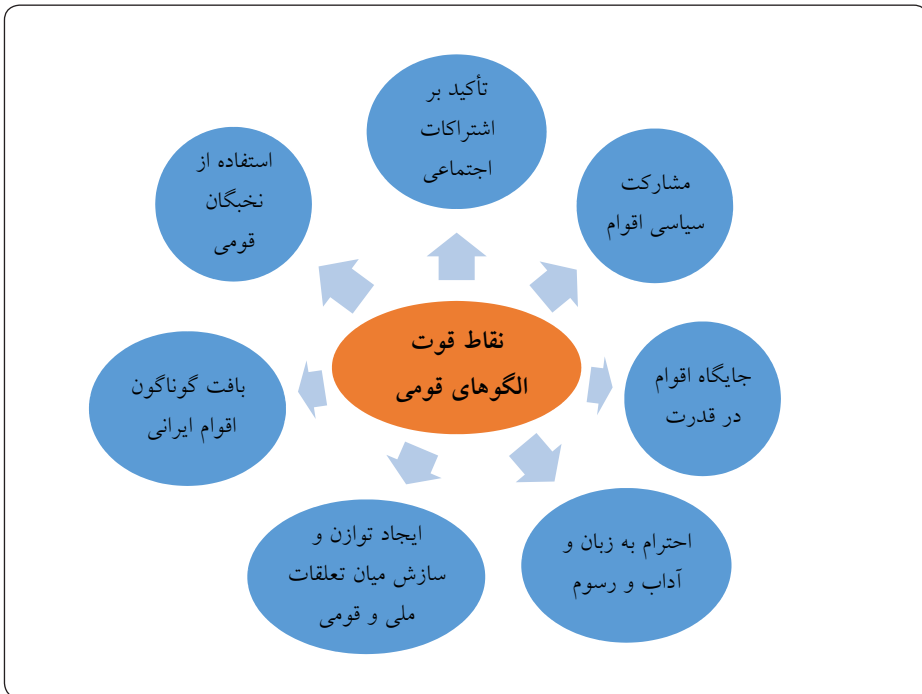 تأکید بر
اشتراکات
اجتماعی
مشارکت
سیاسی اقوام
جایگاه اقوام
در قدرت
احترام به زبان و
آداب و رسوم
ایجاد توازن و
سازش میان تعلقات
ملی و قومی
بافت گوناگون
اقوام ایرانی
استفاده از
نخبگان
قومی
نقاط قوت
الگوهای قومی